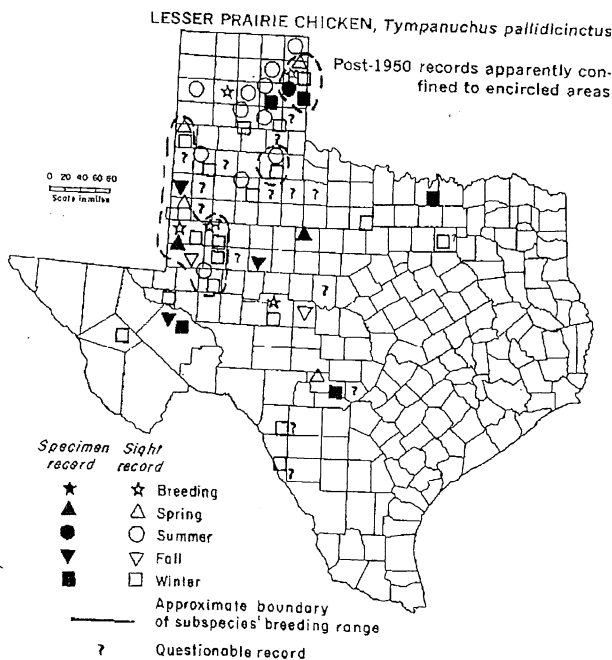 LESSER PRAIRIE CHICKEN, Tympanuchus pallidicinctus
Post-1950 records apparently con-
fined to encircled areas
0 20 40 60 80
Scale in miles
Specimen record
Sight record
Breeding
Spring
Summer
Fall
Winter
Approximate boundary
of subspecies' breeding range
? Questionable record